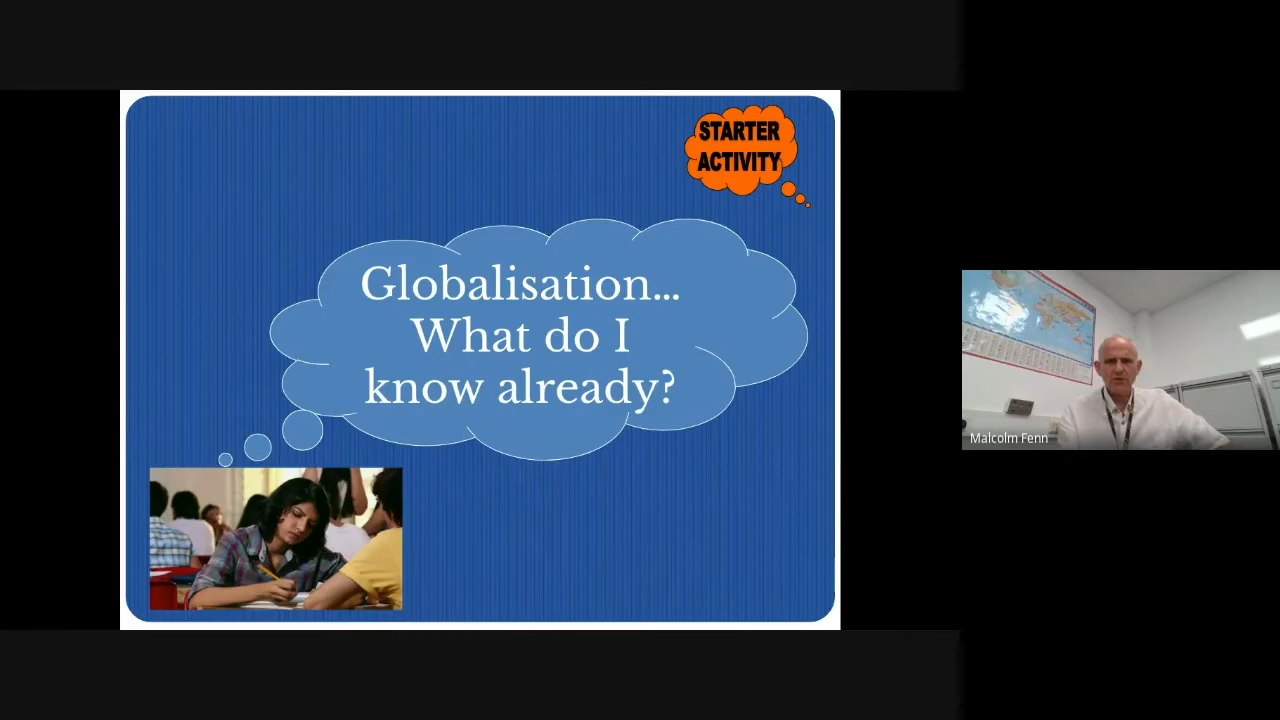 STARTER
ACTIVITY
Globalisation...
What do I
know already?
Malcolm Fenn